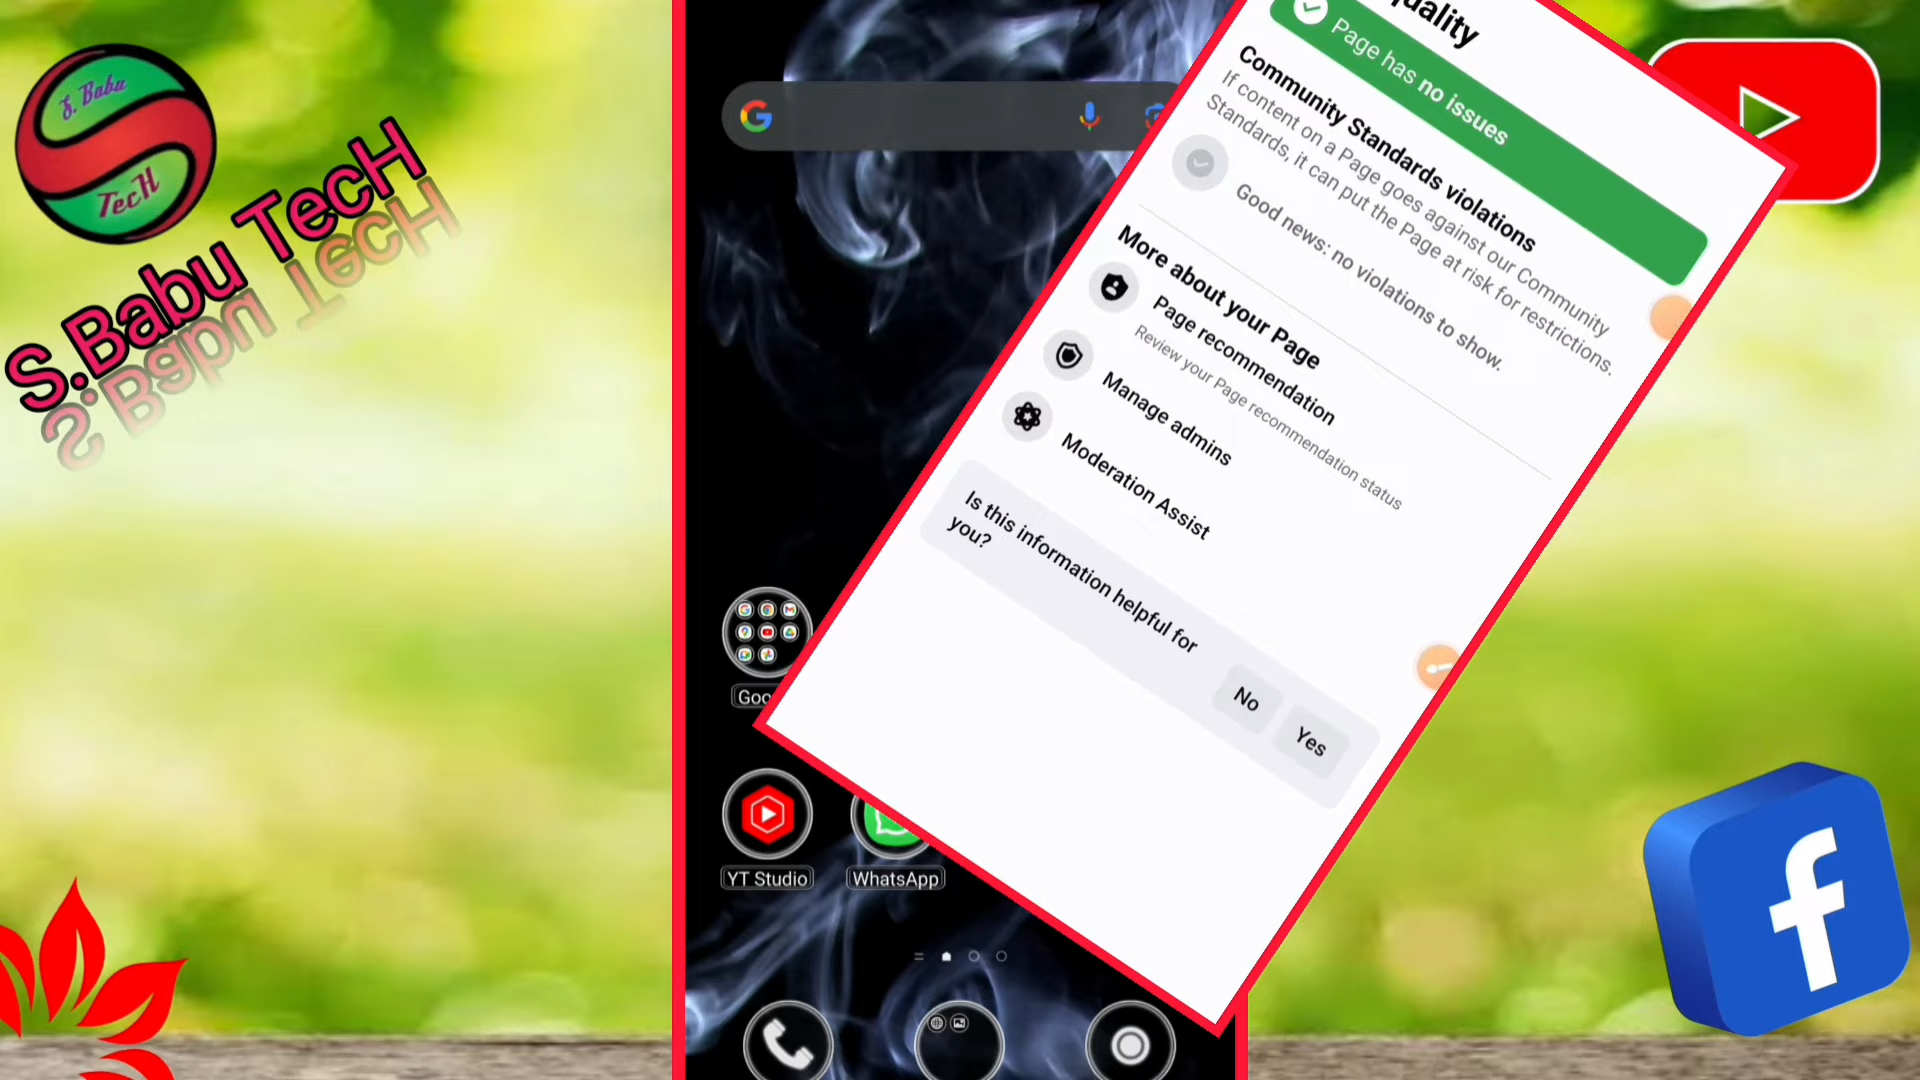 S. Babu
TecH
S.Babu TecH
S.Babu TecH
Page has no issues
Community Standards violations
If content on a Page goes against our Community
Standards, it can put the Page at risk for restrictions.
Good news: no violations to show.
More about your Page
Page recommendation
Review your Page recommendation status
Manage admins
Moderation Assist
Is this information helpful for
you?
No
Yes
YT Studio
WhatsApp